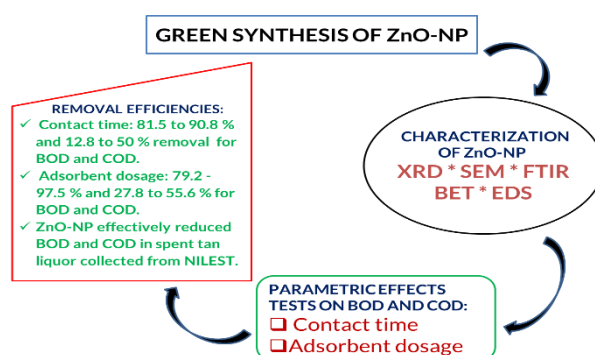 GREEN SYNTHESIS OF ZnO-NP
REMOVAL EFFICIENCIES:
✓ Contact time: 81.5 to 90.8 %
and 12.8 to 50 % removal for
BOD and COD.
✓ Adsorbent dosage: 79.2 -
97.5 % and 27.8 to 55.6 % for
BOD and COD.
✓ ZnO-NP effectively reduced
BOD and COD in spent tan
liquor collected from NILEST.
CHARACTERIZATION
OF ZnO-NP
XRD * SEM * FTIR
BET * EDS
PARAMETRIC EFFECTS
TESTS ON BOD AND COD:
❑ Contact time
❑ Adsorbent dosage